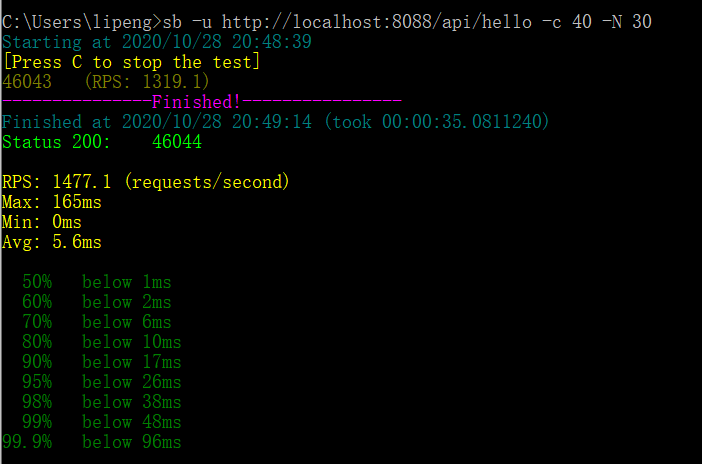 C:\Users\lipeng>sb -u http://localhost:8088/api/hello -c 40 -N 30
Starting at 2020/10/28 20:48:39
[Press C to stop the test]
46043   (RPS: 1319.1)
---------------Finished!----------------
Finished at 2020/10/28 20:49:14 (took 00:00:35.0811240)
Status 200:    46044
RPS: 1477.1 (requests/second)
Max: 165ms
Min: 0ms
Avg: 5.6ms
  50%   below 1ms
  60%   below 2ms
  70%   below 6ms
  80%   below 10ms
  90%   below 17ms
  95%   below 26ms
  98%   below 38ms
  99%   below 48ms
99.9%   below 96ms